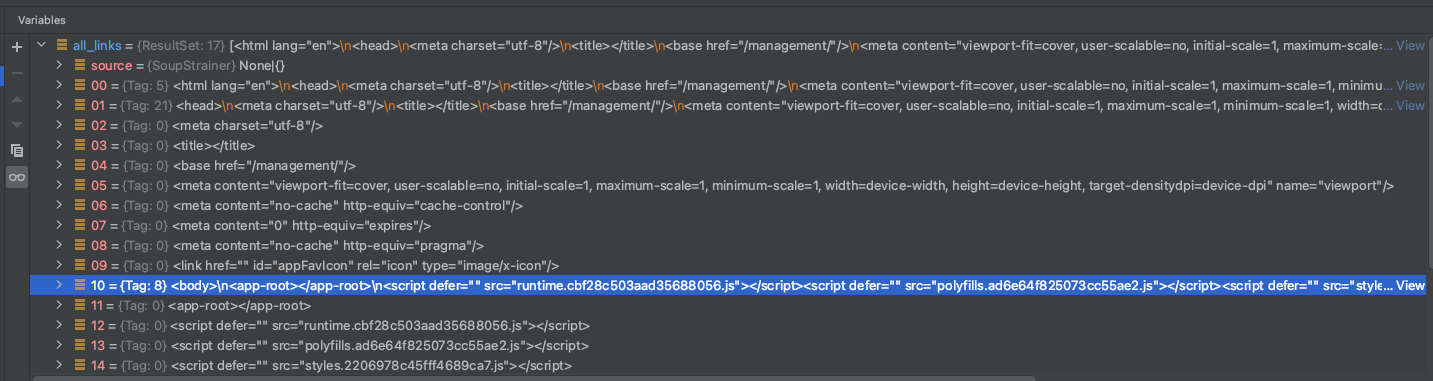 Variables
all_links = {ResultSet: 17} [<html lang="en">\n<head>\n<meta charset="utf-8"/>\n<title></title>\n<base href="/management/"/>\n<meta content="viewport-fit=cover, user-scalable=no, initial-scale=1, maximum-scale=... View
source = {SoupStrainer} None|{}
00 = {Tag: 5} <html lang="en">\n<head>\n<meta charset="utf-8"/>\n<title></title>\n<base href="/management/"/>\n<meta content="viewport-fit=cover, user-scalable=no, initial-scale=1, maximum-scale=1, minimu... View
01 = {Tag: 21} <head>\n<meta charset="utf-8"/>\n<title></title>\n<base href="/management/"/>\n<meta content="viewport-fit=cover, user-scalable=no, initial-scale=1, maximum-scale=1, minimum-scale=1, width=d... View
02 = {Tag: 0} <meta charset="utf-8"/>
03 = {Tag: 0} <title></title>
04 = {Tag: 0} <base href="/management/"/>
05 = {Tag: 0} <meta content="viewport-fit=cover, user-scalable=no, initial-scale=1, maximum-scale=1, minimum-scale=1, width=device-width, height=device-height, target-densitydpi=device-dpi" name="viewport"/>
06 = {Tag: 0} <meta content="no-cache" http-equiv="cache-control"/>
07 = {Tag: 0} <meta content="0" http-equiv="expires"/>
08 = {Tag: 0} <meta content="no-cache" http-equiv="pragma"/>
09 = {Tag: 0} <link href="" id="appFavIcon" rel="icon" type="image/x-icon"/>
10 = {Tag: 8} <body>\n<app-root></app-root>\n<script defer="" src="runtime.cbf28c503aad35688056.js"></script><script defer="" src="polyfills.ad6e64f825073cc55ae2.js"></script><script defer="" src="style... View
11 = {Tag: 0} <app-root></app-root>
12 = {Tag: 0} <script defer="" src="runtime.cbf28c503aad35688056.js"></script>
13 = {Tag: 0} <script defer="" src="polyfills.ad6e64f825073cc55ae2.js"></script>
14 = {Tag: 0} <script defer="" src="styles.2206978c45fff4689ca7.js"></script>